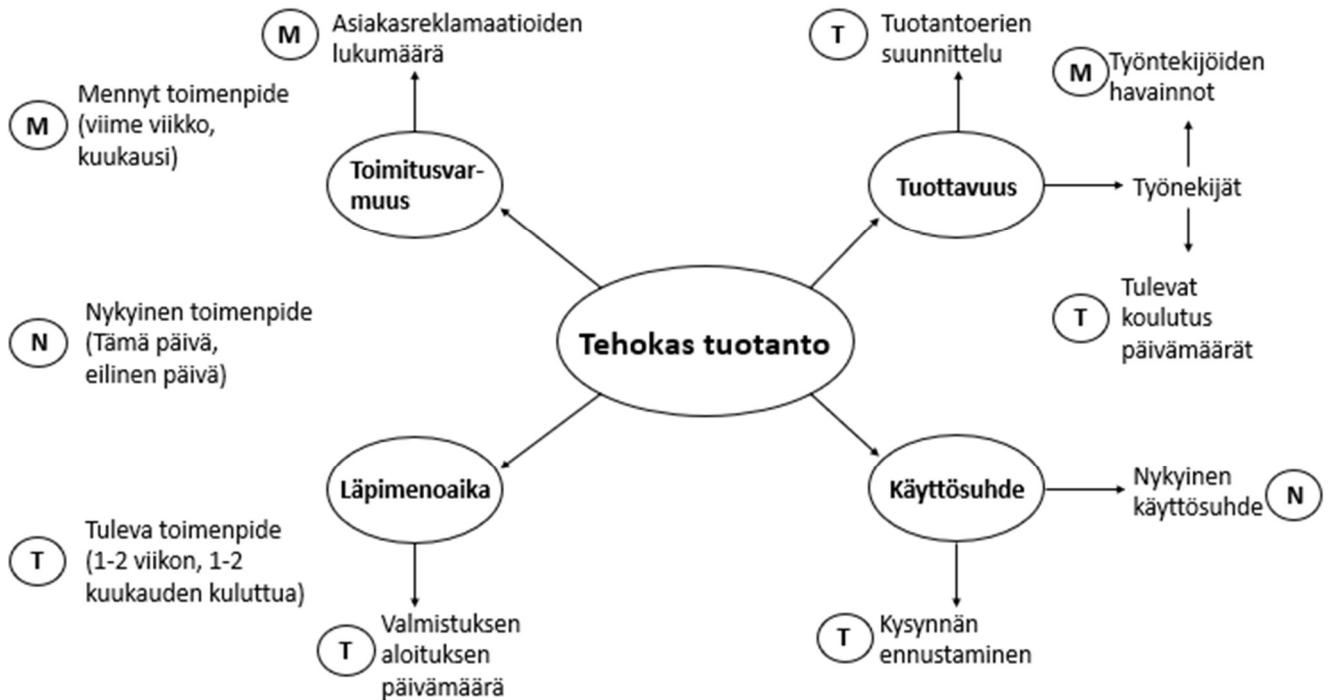 M
Asiakasreklamaatioiden
lukumäärä
T
Tuotantoerien
suunnittelu
M
Työntekijöiden
havainnot
M
Mennyt toimenpide
(viime viikko,
kuukausi)
Toimitusvar-
muus
Tuottavuus
Työnekijät
N
Nykyinen toimenpide
(Tämä päivä,
eilinen päivä)
Tehokas tuotanto
T
Tulevat
koulutus
päivämäärät
Läpimenoaika
Käyttösuhde
Nykyinen
käyttösuhde
N
T
Tuleva toimenpide
(1-2 viikon, 1-2
kuukauden kuluttua)
T
Valmistuksen
aloituksen
päivämäärä
T
Kysynnän
ennustaminen